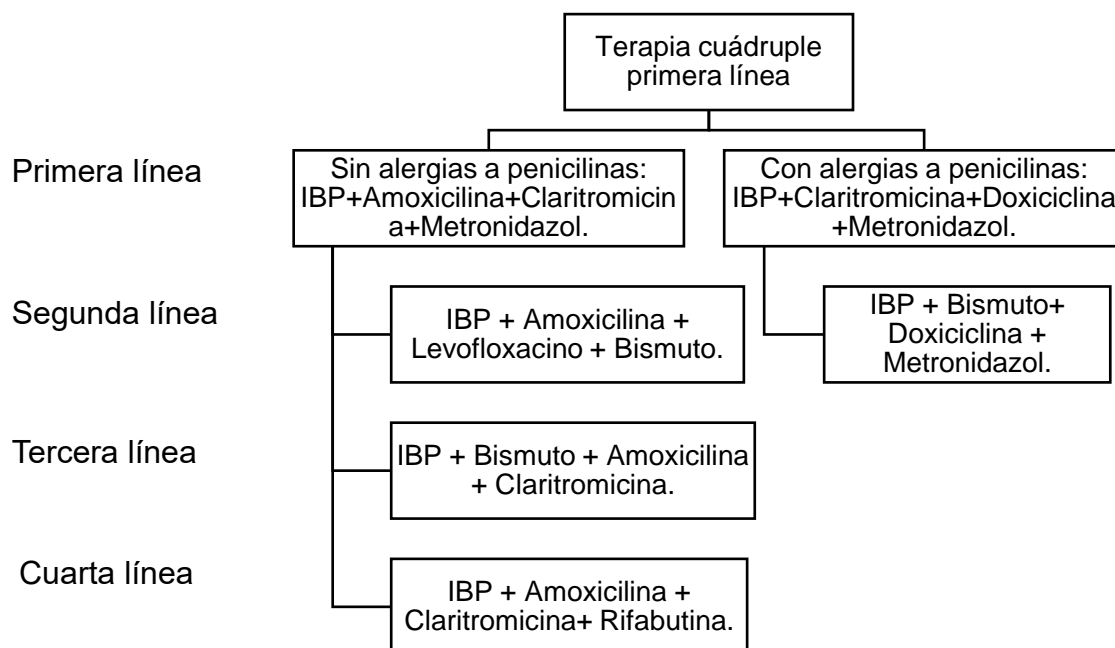 Terapia cuádruple
primera línea
Primera línea
Sin alergias a penicilinas:
IBP+Amoxicilina+Claritromicin
a+Metronidazol.
Con alergias a penicilinas:
IBP+Claritromicina+Doxiciclina
+Metronidazol.
Segunda línea
IBP + Amoxicilina +
Levofloxacino + Bismuto.
IBP + Bismuto+
Doxiciclina +
Metronidazol.
Tercera línea
IBP + Bismuto + Amoxicilina
+ Claritromicina.
Cuarta línea
IBP + Amoxicilina +
Claritromicina+ Rifabutina.